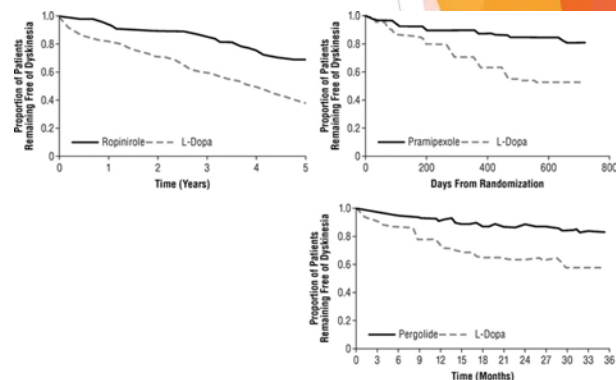 Proportion of Patients
Remaining Free of Dyskinesia
1.0
0.8
0.6
0.4
0.2
0
Ropinirole
L-Dopa
0 1 2 3 4 5
Time (Years)
Proportion of Patients
Remaining Free of Dyskinesia
1.0
0.8
0.6
0.4
0.2
0
Pramipexole
L-Dopa
0 200 400 600 800
Days From Randomization
Proportion of Patients
Remaining Free of Dyskinesia
1.0
0.8
0.6
0.4
0.2
0
Pergolide
L-Dopa
0 3 6 9 12 15 18 21 24 27 30 33 36
Time (Months)